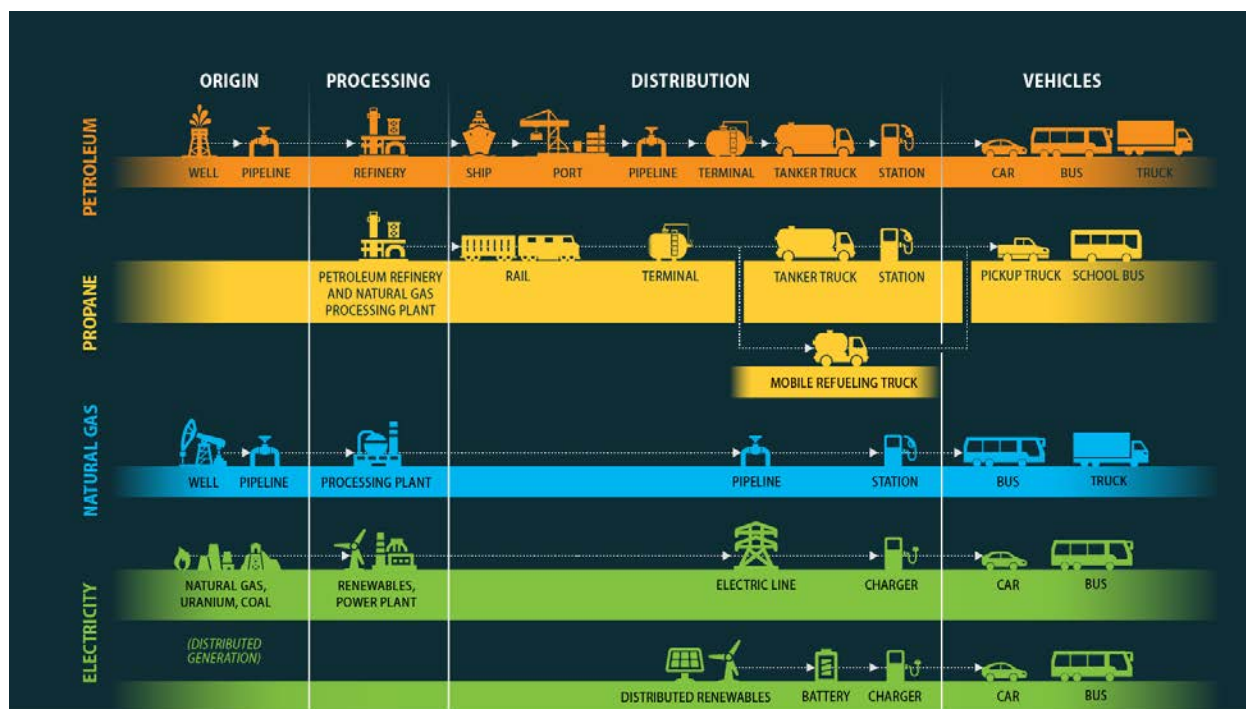 ORIGIN
PROCESSING
DISTRIBUTION
VEHICLES
PETROLEUM
WELL
PIPELINE
REFINERY
SHIP
PORT
PIPELINE
TERMINAL
TANKER TRUCK
STATION
CAR
BUS
TRUCK
PROPANE
PETROLEUM REFINERY
AND NATURAL GAS
PROCESSING PLANT
RAIL
TERMINAL
TANKER TRUCK
STATION
PICKUP TRUCK
SCHOOL BUS
MOBILE REFUELING TRUCK
NATURAL GAS
WELL
PIPELINE
PROCESSING PLANT
PIPELINE
STATION
BUS
TRUCK
ELECTRICITY
NATURAL GAS,
URANIUM, COAL
RENEWABLES,
POWER PLANT
ELECTRIC LINE
CHARGER
CAR
BUS
(DISTRIBUTED
GENERATION)
DISTRIBUTED RENEWABLES
BATTERY
CHARGER
CAR
BUS